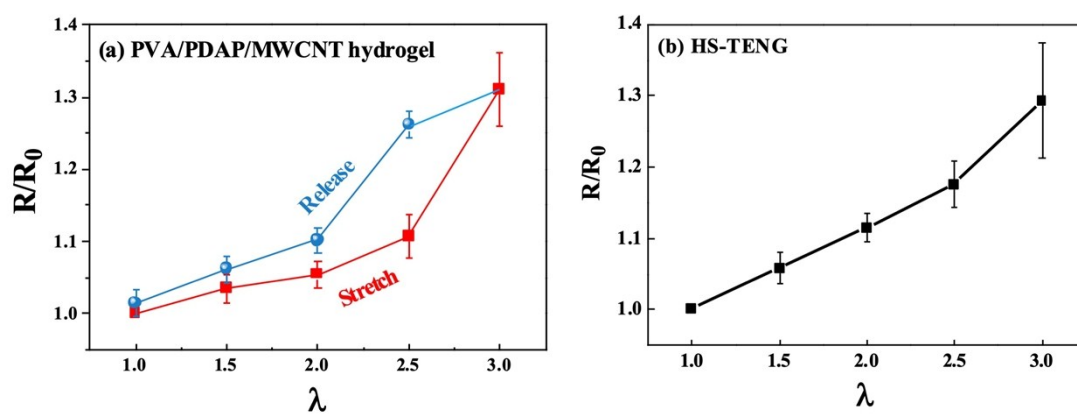 (a) PVA/PDAP/MWCNT hydrogel
1.4
1.3
1.2
1.1
1.0
R/R₀
Release
Stretch
1.0 1.5 2.0 2.5 3.0
λ
(b) HS-TENG
1.4
1.3
1.2
1.1
1.0
R/R₀
1.0 1.5 2.0 2.5 3.0
λ